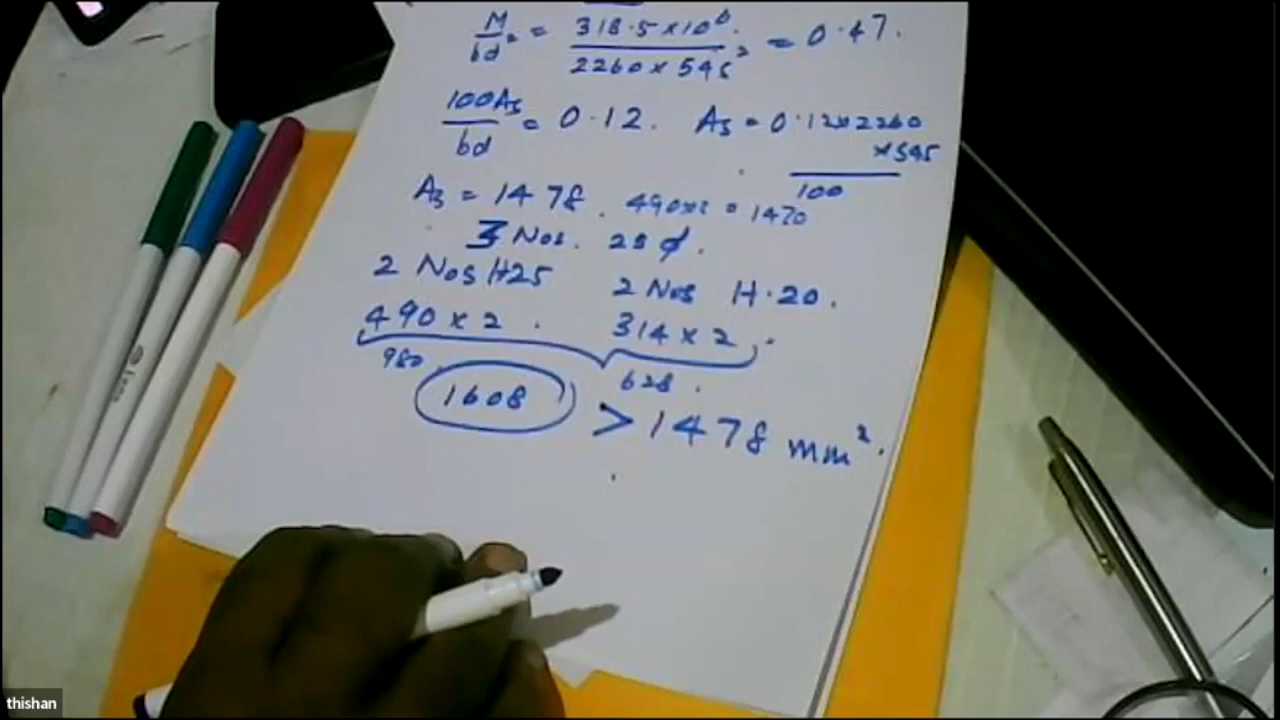 M/bd² = 318.5×10⁶ / 2260×545² = 0.47.
100As/bd = 0.12. As = 0.12×2260×545 / 100
As = 1478. 490×3 = 1470
3 Nos. 25 ϕ.
2 Nos H25 2 Nos H.20.
490 × 2. 314 × 2.
980 628.
1608 > 1478 mm².
thishan